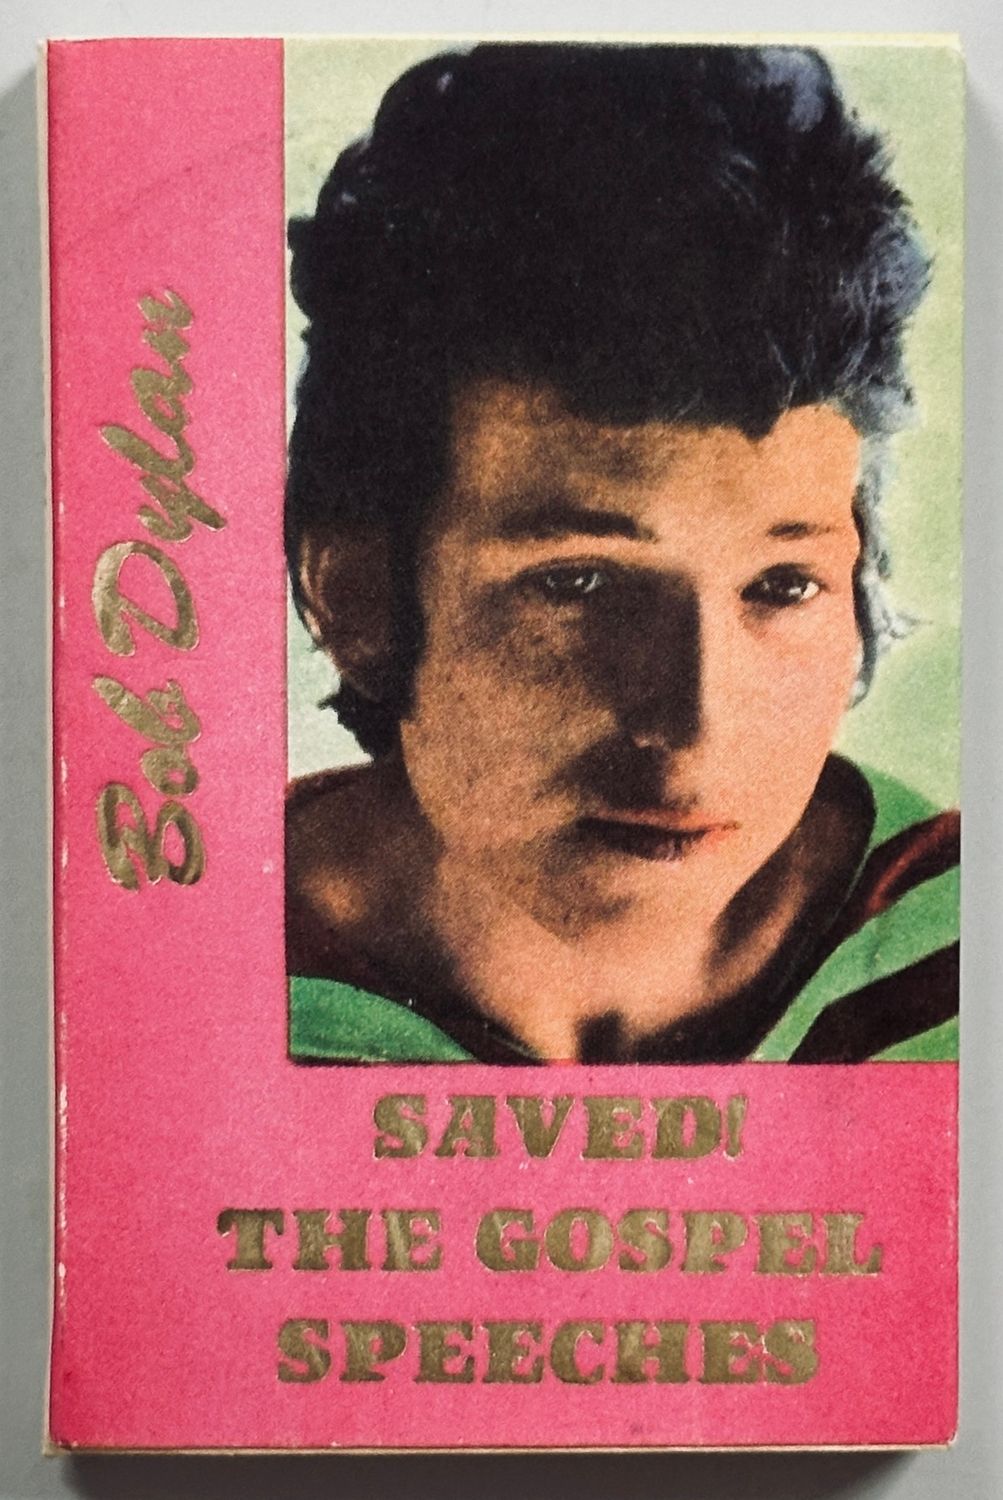 Bob Dylan
SAVED!
THE GOSPEL
SPEECHES